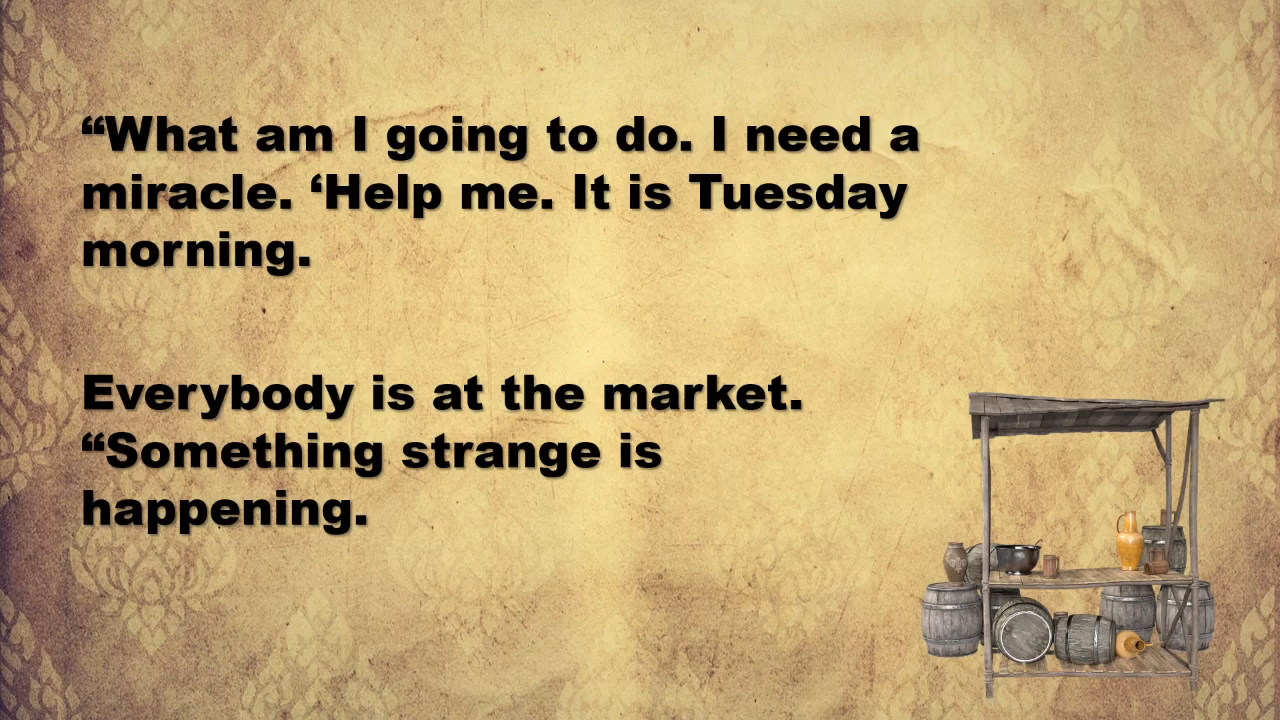 “What am I going to do. I need a
miracle. ‘Help me. It is Tuesday
morning.
Everybody is at the market.
“Something strange is
happening.